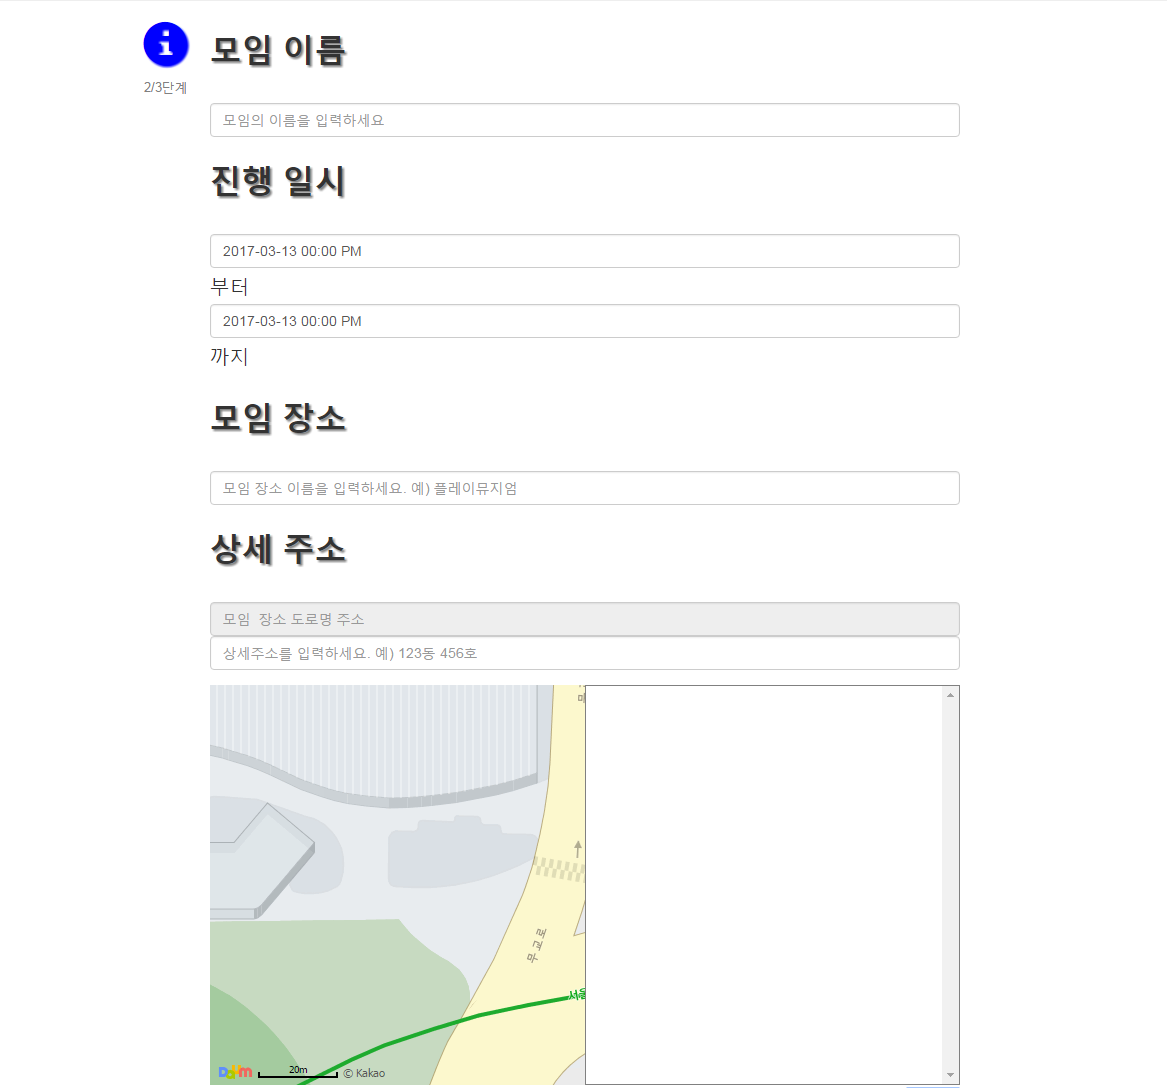 모임 이름
2/3단계
모임의 이름을 입력하세요
진행 일시
2017-03-13 00:00 PM
부터
2017-03-13 00:00 PM
까지
모임 장소
모임 장소 이름을 입력하세요. 예) 플레이뮤지엄
상세 주소
모임 장소 도로명 주소
상세주소를 입력하세요. 예) 123동 456호
무교로
서울
Daum
20m
© Kakao